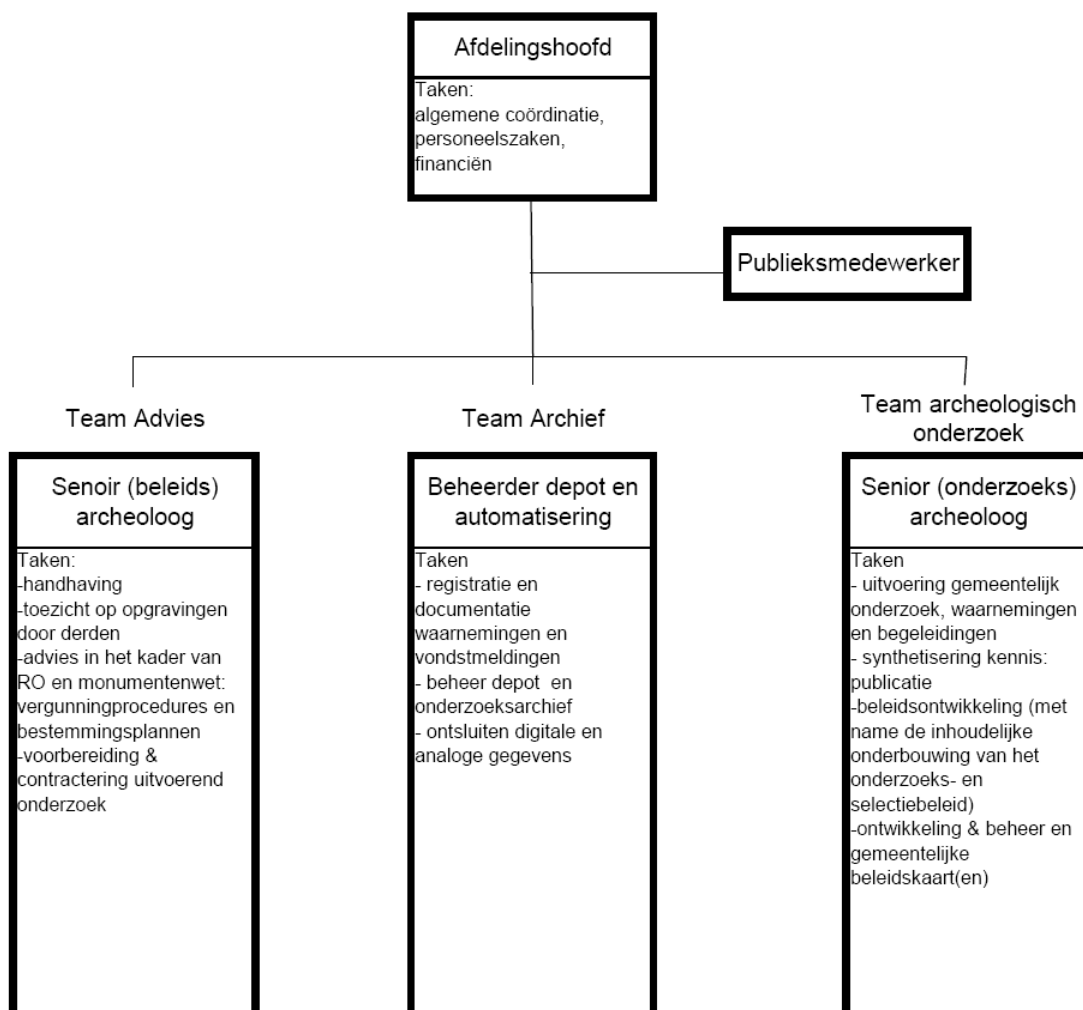 Afdelingshoofd
Taken:
algemene coördinatie,
personeelszaken,
financiën
Publieksmedewerker
Team Advies
Senoir (beleids)
archeoloog
Taken:
-handhaving
-toezicht op opgravingen
door derden
-advies in het kader van
RO en monumentenwet:
vergunningprocedures en
bestemmingsplannen
-voorbereiding &
contractering uitvoerend
onderzoek
Team Archief
Beheerder depot en
automatisering
Taken
- registratie en
documentatie
waarnemingen en
vondstmeldingen
- beheer depot en
onderzoeksarchief
- ontsluiten digitale en
analoge gegevens
Team archeologisch
onderzoek
Senior (onderzoeks)
archeoloog
Taken
- uitvoering gemeentelijk
onderzoek, waarnemingen
en begeleidingen
- synthetisering kennis:
publicatie
-beleidsontwikkeling (met
name de inhoudelijke
onderbouwing van het
onderzoeks- en
selectiebeleid)
-ontwikkeling & beheer en
gemeentelijke
beleidskaart(en)